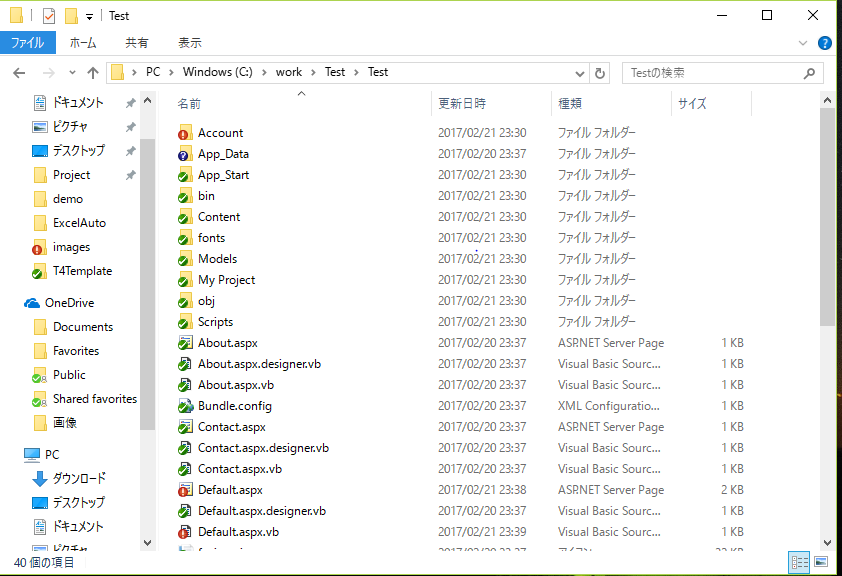 Test
ファイル ホーム 共有 表示
PC Windows (C:) work Test Test Testの検索
ドキュメント
ピクチャ
デスクトップ
Project
demo
ExcelAuto
images
T4Template
OneDrive
Documents
Favorites
Public
Shared favorites
画像
PC
ダウンロード
デスクトップ
ドキュメント
ピクチャ
名前 更新日時 種類 サイズ
Account 2017/02/21 23:30 ファイル フォルダー
App_Data 2017/02/20 23:37 ファイル フォルダー
App_Start 2017/02/21 23:30 ファイル フォルダー
bin 2017/02/21 23:30 ファイル フォルダー
Content 2017/02/21 23:30 ファイル フォルダー
fonts 2017/02/21 23:30 ファイル フォルダー
Models 2017/02/21 23:30 ファイル フォルダー
My Project 2017/02/21 23:30 ファイル フォルダー
obj 2017/02/21 23:30 ファイル フォルダー
Scripts 2017/02/21 23:30 ファイル フォルダー
About.aspx 2017/02/20 23:37 ASP.NET Server Page 1 KB
About.aspx.designer.vb 2017/02/20 23:37 Visual Basic Sourc... 1 KB
About.aspx.vb 2017/02/20 23:37 Visual Basic Sourc... 1 KB
Bundle.config 2017/02/20 23:37 XML Configuratio... 1 KB
Contact.aspx 2017/02/20 23:37 ASP.NET Server Page 1 KB
Contact.aspx.designer.vb 2017/02/20 23:37 Visual Basic Sourc... 1 KB
Contact.aspx.vb 2017/02/20 23:37 Visual Basic Sourc... 1 KB
Default.aspx 2017/02/21 23:38 ASP.NET Server Page 2 KB
Default.aspx.designer.vb 2017/02/20 23:37 Visual Basic Sourc... 1 KB
Default.aspx.vb 2017/02/21 23:39 Visual Basic Sourc... 1 KB
40 個の項目